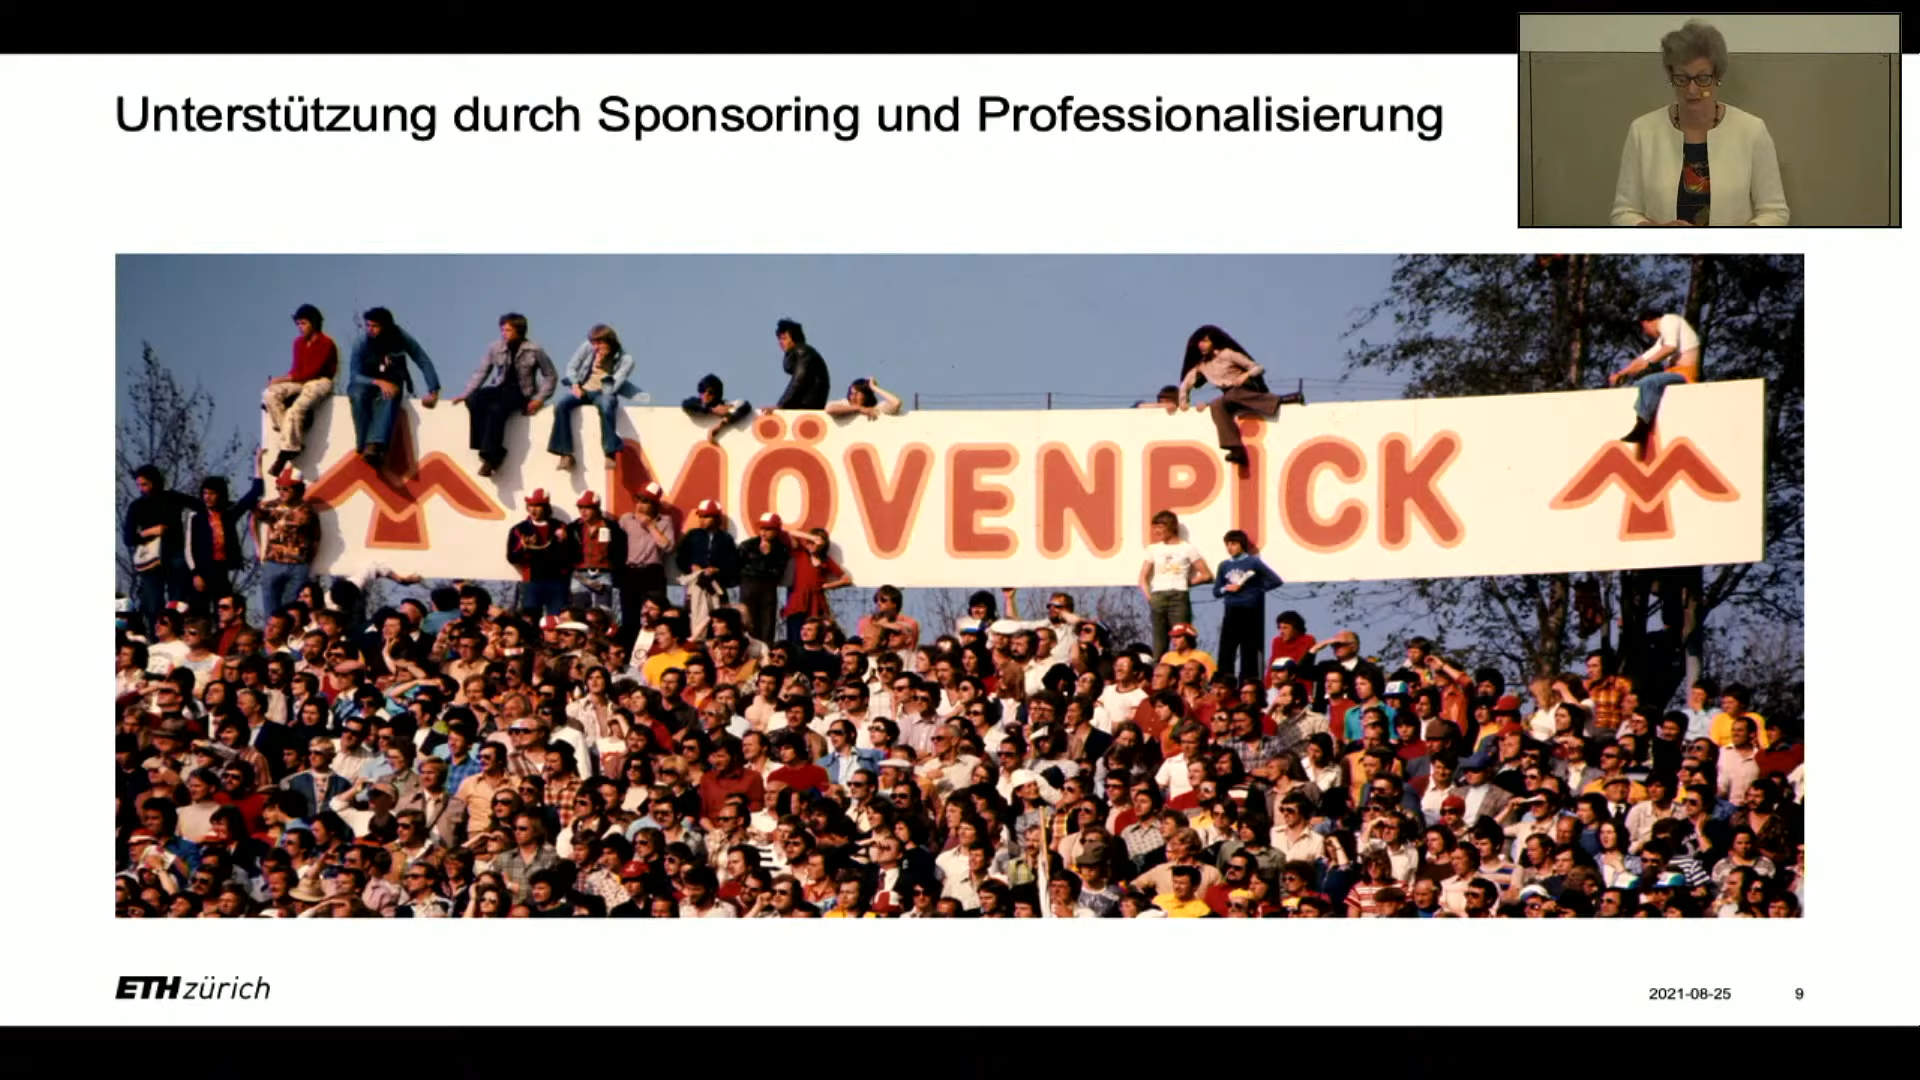 Unterstützung durch Sponsoring und Professionalisierung
MÖVENPICK
ETH zürich
2021-08-25
9